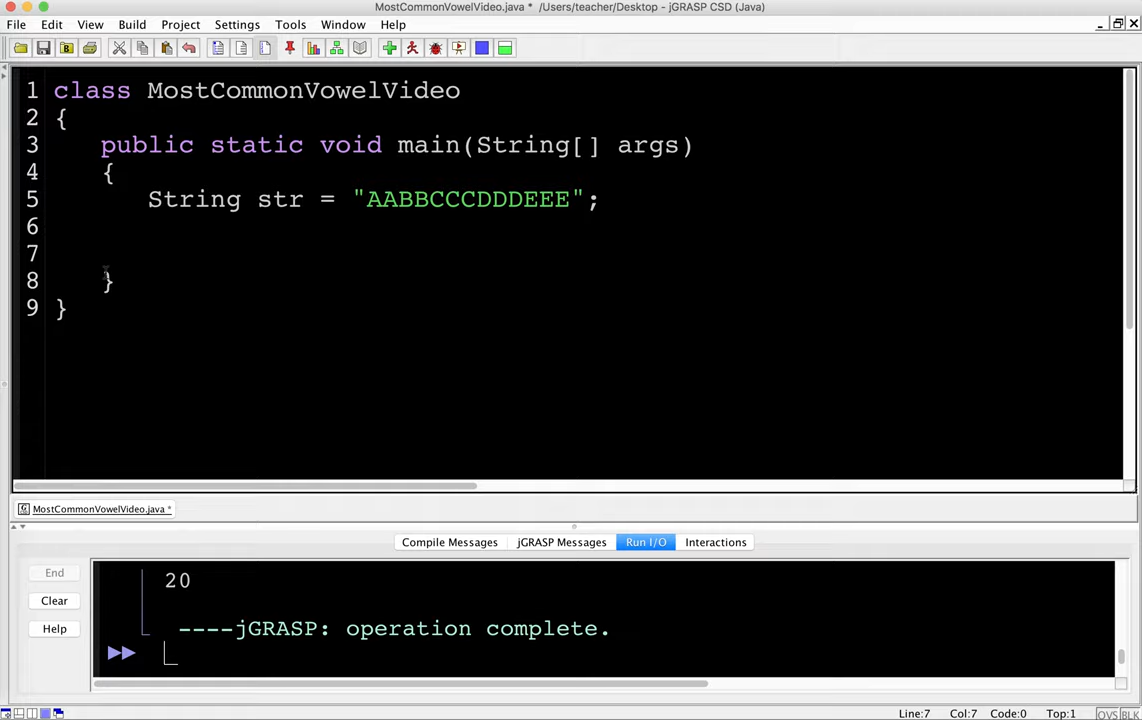 MostCommonVowelVideo.java * /Users/teacher/Desktop - jGRASP CSD (Java)
File Edit View Build Project Settings Tools Window Help
1 class MostCommonVowelVideo
2 {
3 public static void main(String[] args)
4 {
5 String str = "AABBCCCDDDEEE";
6
7
8 }
9 }
MostCommonVowelVideo.java *
Compile Messages jGRASP Messages Run I/O Interactions
End
Clear
Help
20
----jGRASP: operation complete.
Line:7 Col:7 Code:0 Top:1 OVS BLK